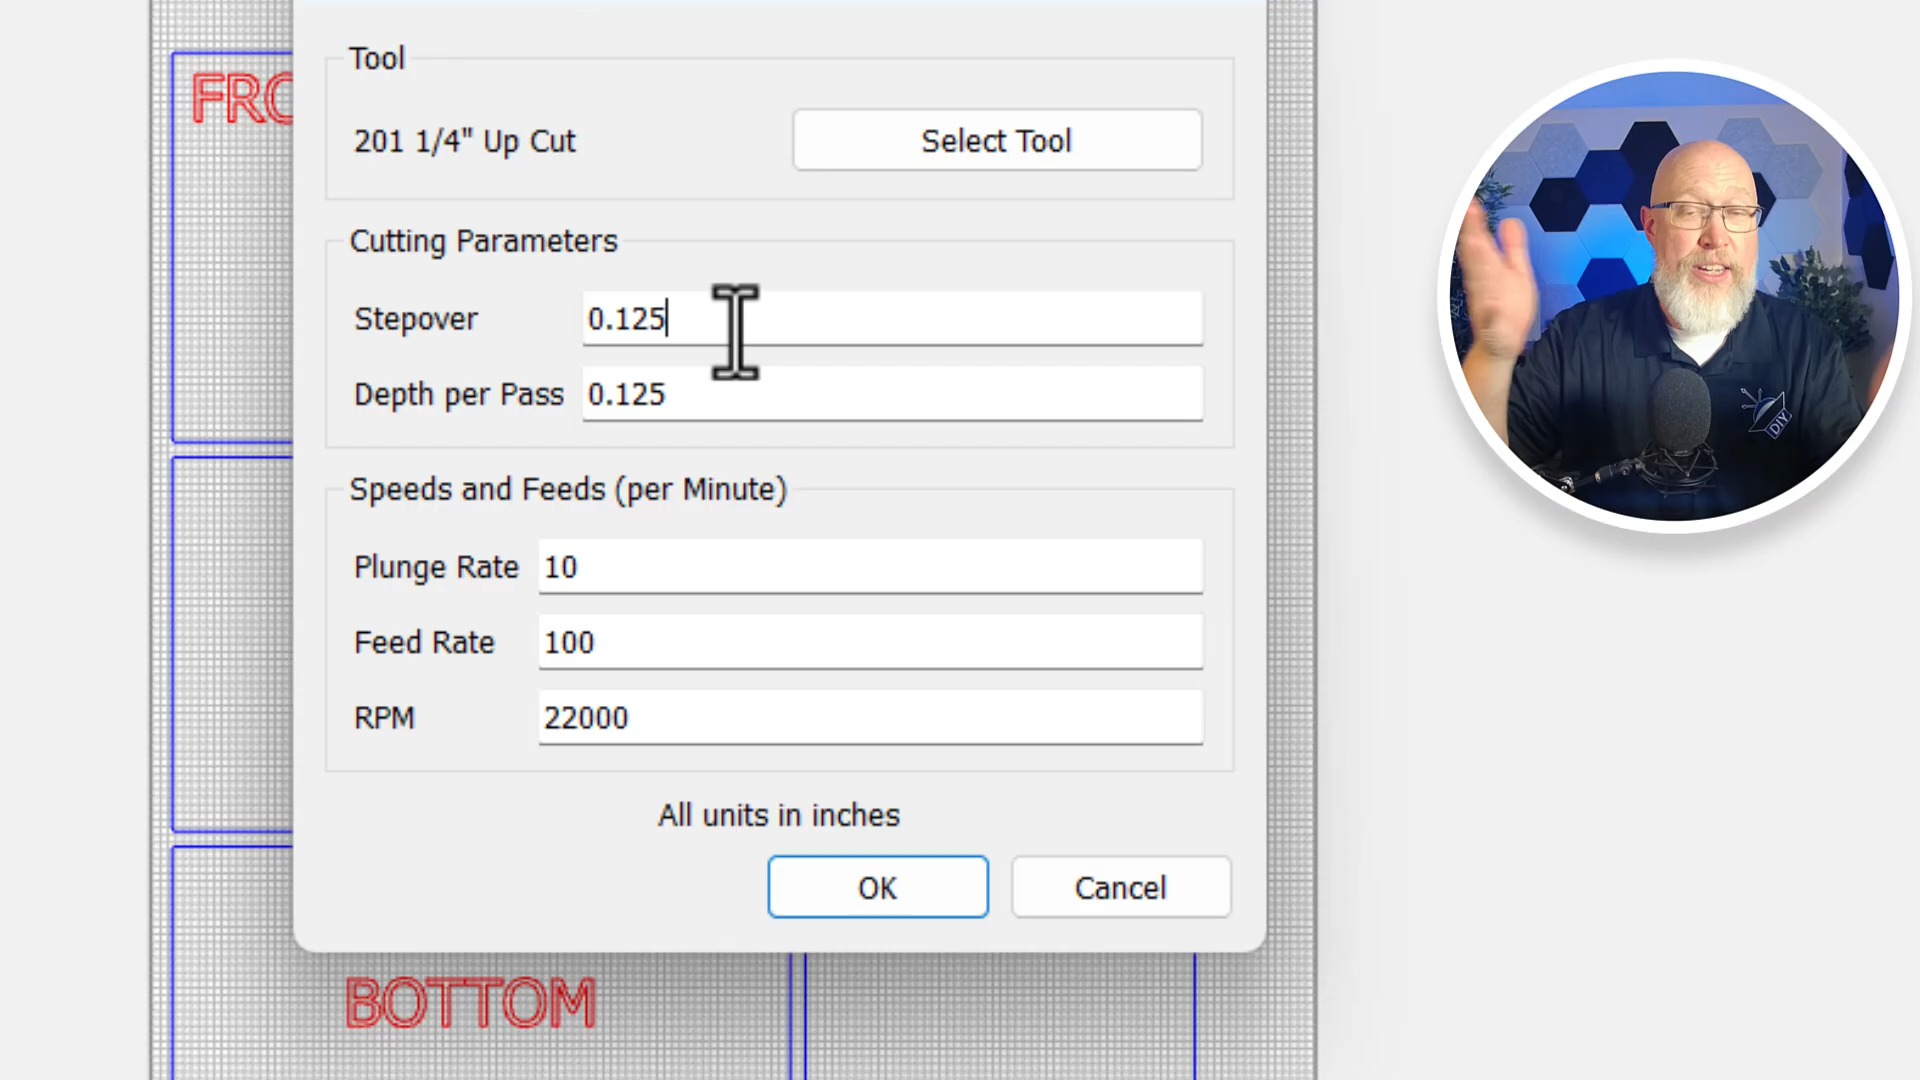 FRO
Tool
201 1/4" Up Cut
Select Tool
Cutting Parameters
Stepover 0.125
Depth per Pass 0.125
Speeds and Feeds (per Minute)
Plunge Rate 10
Feed Rate 100
RPM 22000
All units in inches
OK
Cancel
BOTTOM
DIY